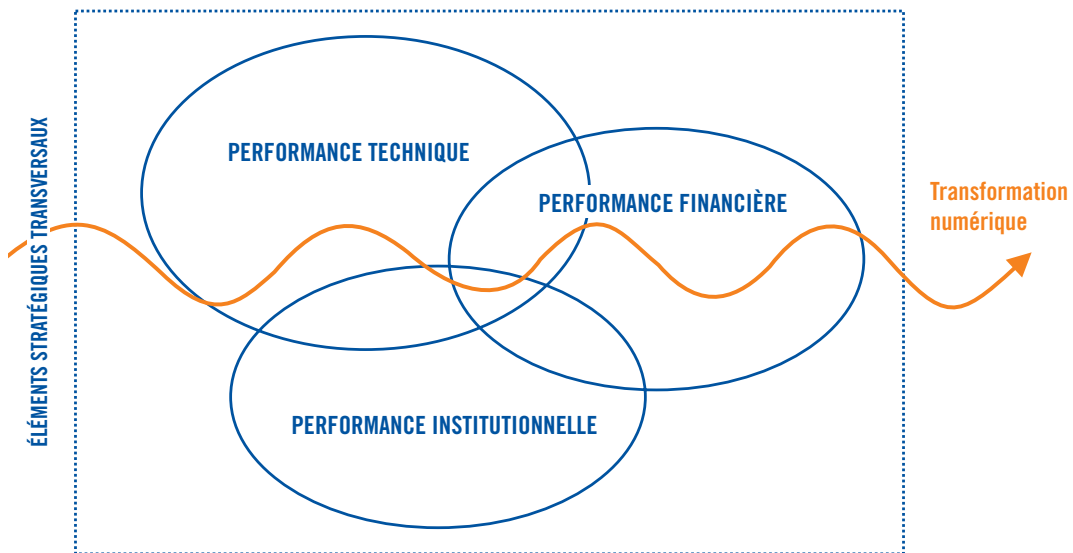 ÉLÉMENTS STRATÉGIQUES TRANSVERSAUX
PERFORMANCE TECHNIQUE
PERFORMANCE FINANCIÈRE
Transformation
numérique
PERFORMANCE INSTITUTIONNELLE